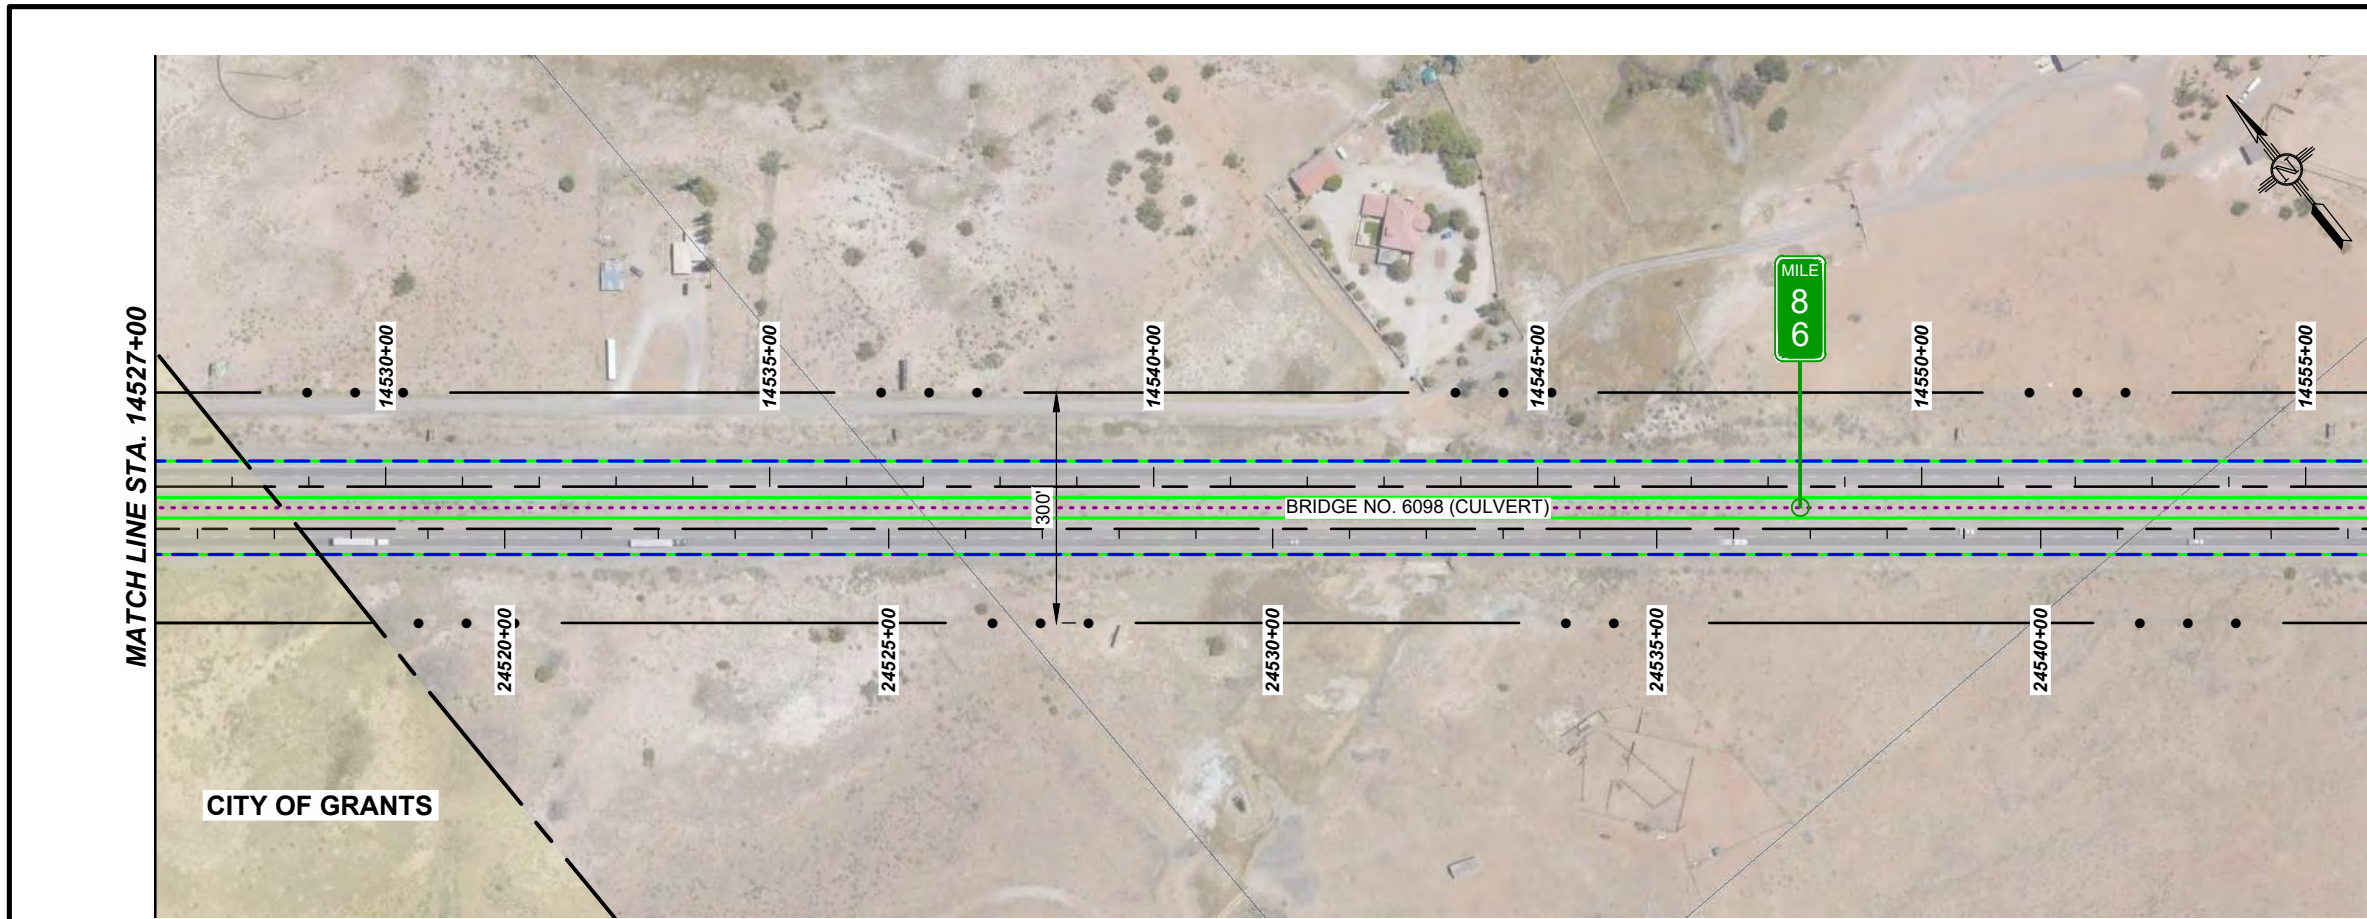 MATCH LINE STA. 14527+00
N
MILE
8
6
14530+00
14535+00
14540+00
14545+00
14550+00
14555+00
300'
BRIDGE NO. 6098 (CULVERT)
24520+00
24525+00
24530+00
24535+00
24540+00
CITY OF GRANTS